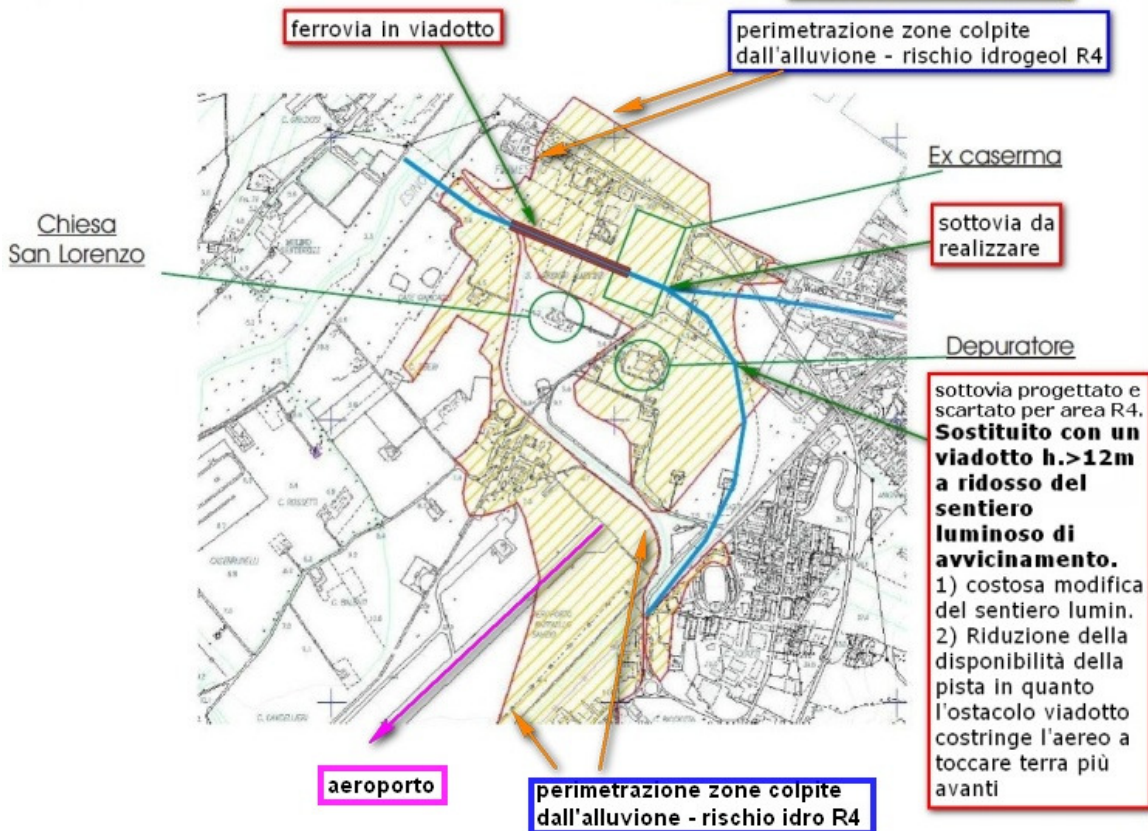 ferrovia in viadotto
perimetrazione zone colpite
dall'alluvione - rischio idrogeol R4
Ex caserma
Chiesa
San Lorenzo
sottovia da
realizzare
Depuratore
sottovia progettato e
scartato per area R4.
Sostituito con un
viadotto h.>12m
a ridosso del
sentiero
luminoso di
avvicinamento.
1) costosa modifica
del sentiero lumin.
2) Riduzione della
disponibilità della
pista in quanto
l'ostacolo viadotto
costringe l'aereo a
toccare terra più
avanti
C. ROSSETTI
aeroporto
perimetrazione zone colpite
dall'alluvione - rischio idro R4